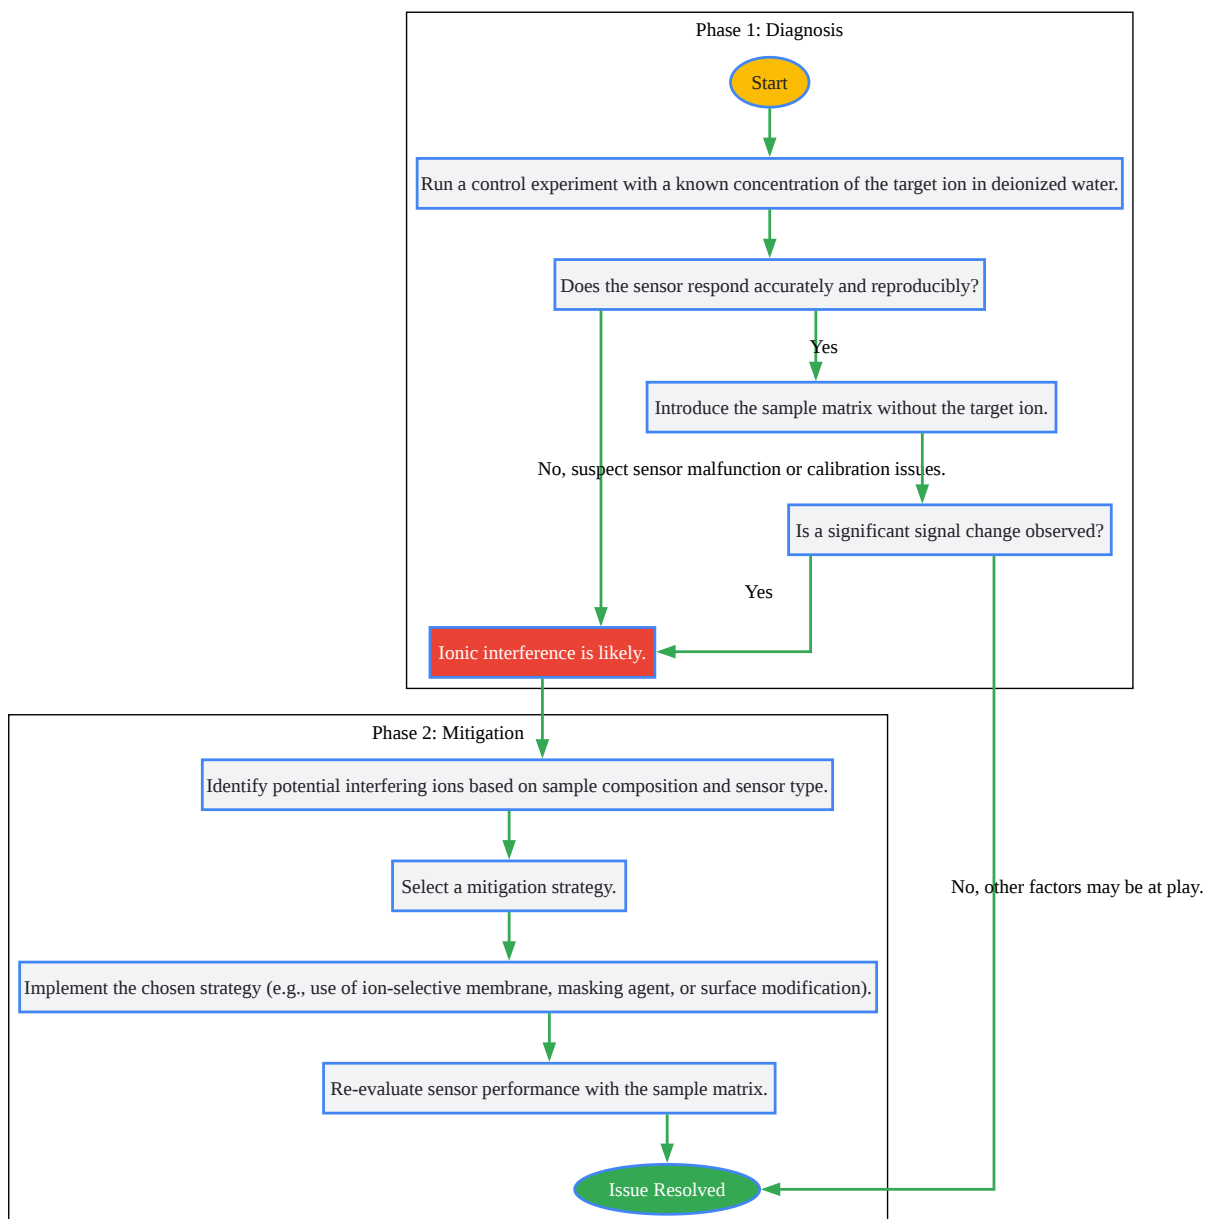 Phase 1: Diagnosis
Start
Run a control experiment with a known concentration of the target ion in deionized water.
Does the sensor respond accurately and reproducibly?
Yes
Introduce the sample matrix without the target ion.
No, suspect sensor malfunction or calibration issues.
Is a significant signal change observed?
Yes
Ionic interference is likely.
Phase 2: Mitigation
Identify potential interfering ions based on sample composition and sensor type.
Select a mitigation strategy.
No, other factors may be at play.
Implement the chosen strategy (e.g., use of ion-selective membrane, masking agent, or surface modification).
Re-evaluate sensor performance with the sample matrix.
Issue Resolved